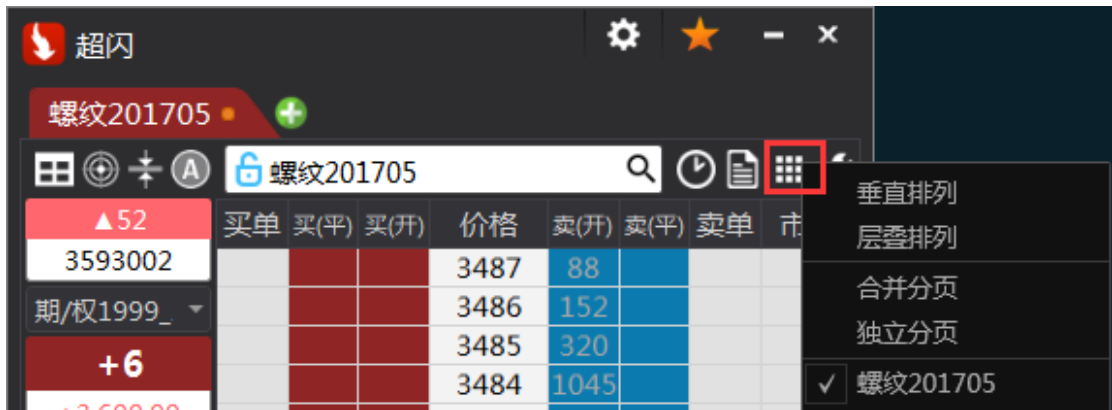 超闪
螺纹201705
A 螺纹201705
▲52
3593002
期/权1999_
+6
买单 买(平) 买(开) 价格 卖(开) 卖(平) 卖单
3487 88
3486 152
3485 320
3484 1045
垂直排列
层叠排列
合并分页
独立分页
✓ 螺纹201705